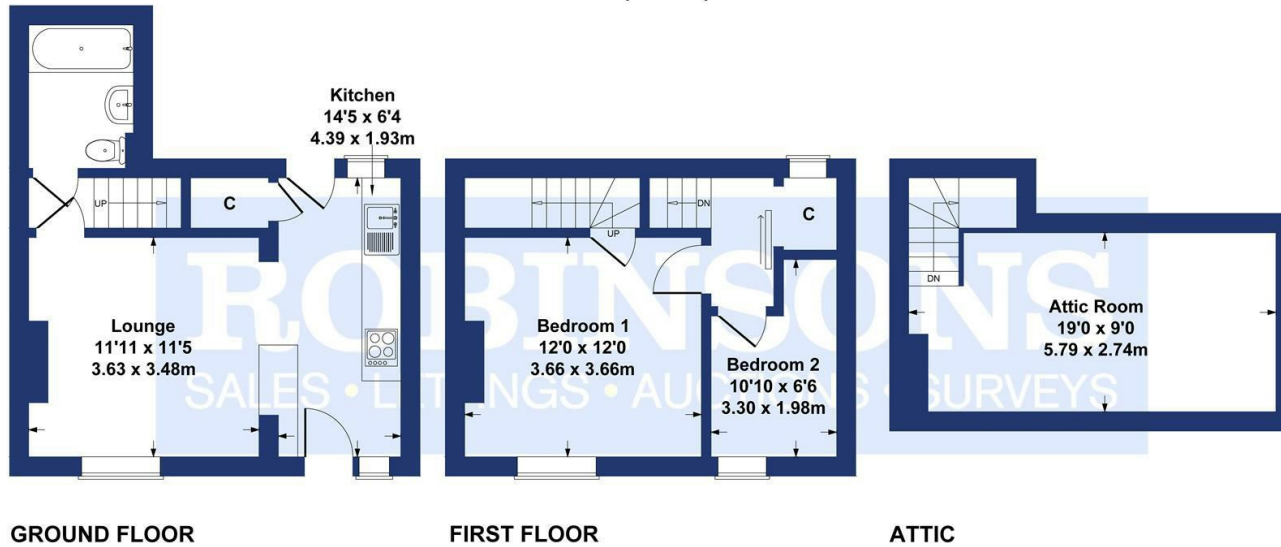 Kitchen
14'5 x 6'4
4.39 x 1.93m
UP
C
Lounge
11'11 x 11'5
3.63 x 3.48m
GROUND FLOOR
UP
DN
C
Bedroom 1
12'0 x 12'0
3.66 x 3.66m
Bedroom 2
10'10 x 6'6
3.30 x 1.98m
FIRST FLOOR
DN
Attic Room
19'0 x 9'0
5.79 x 2.74m
ATTIC
ROBINSONS
SALES • LETTINGS • AUCTIONS • SURVEYS